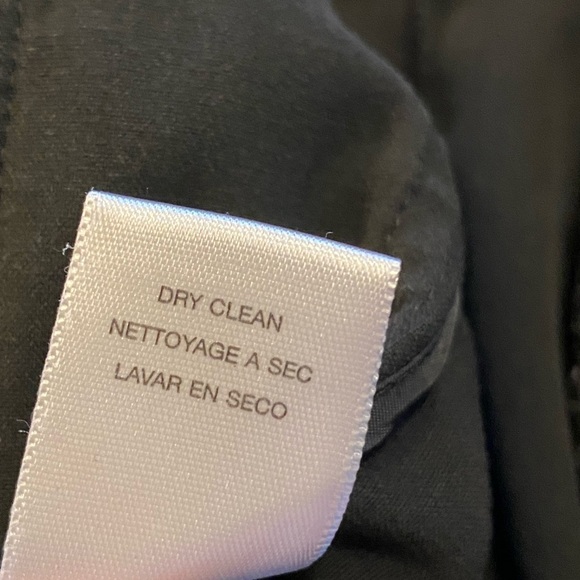 DRY CLEAN
NETTOYAGE A SEC
LAVAR EN SECO